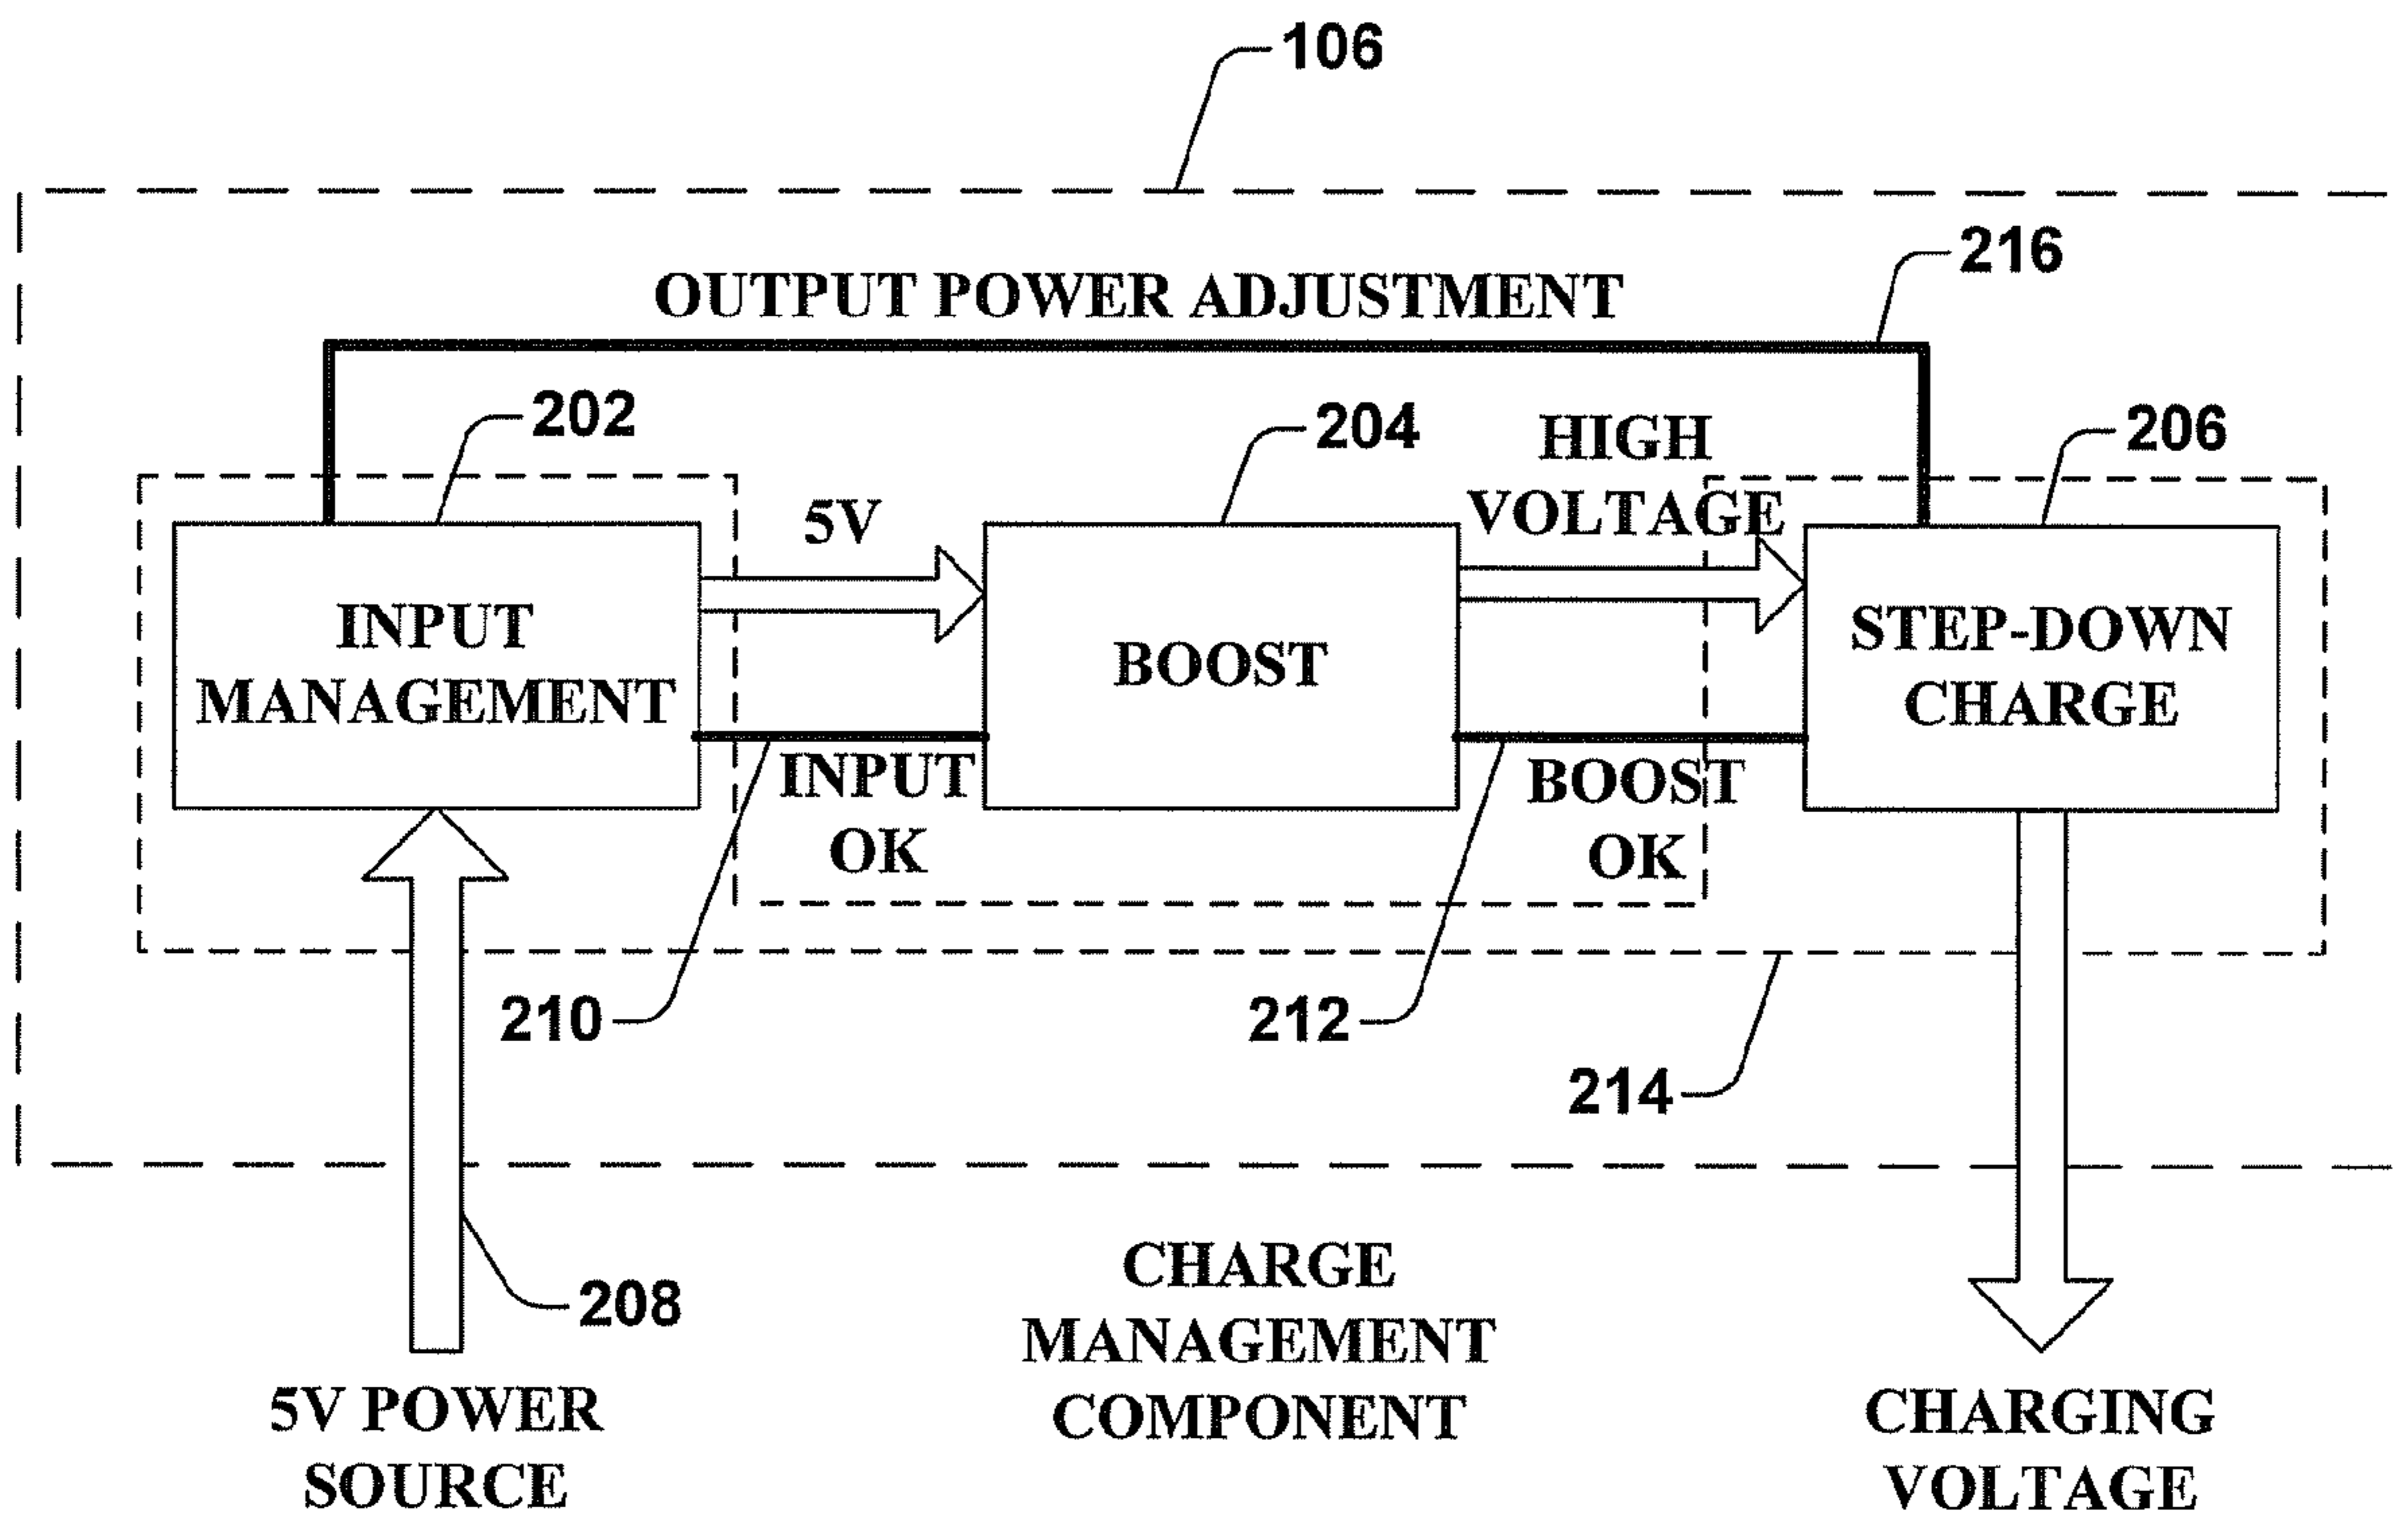 106
216
OUTPUT POWER ADJUSTMENT
202
204
HIGH
VOLTAGE
206
5V
INPUT
MANAGEMENT
BOOST
STEP-DOWN
CHARGE
INPUT
OK
BOOST
OK
210
212
214
208
5V POWER
SOURCE
CHARGE
MANAGEMENT
COMPONENT
CHARGING
VOLTAGE